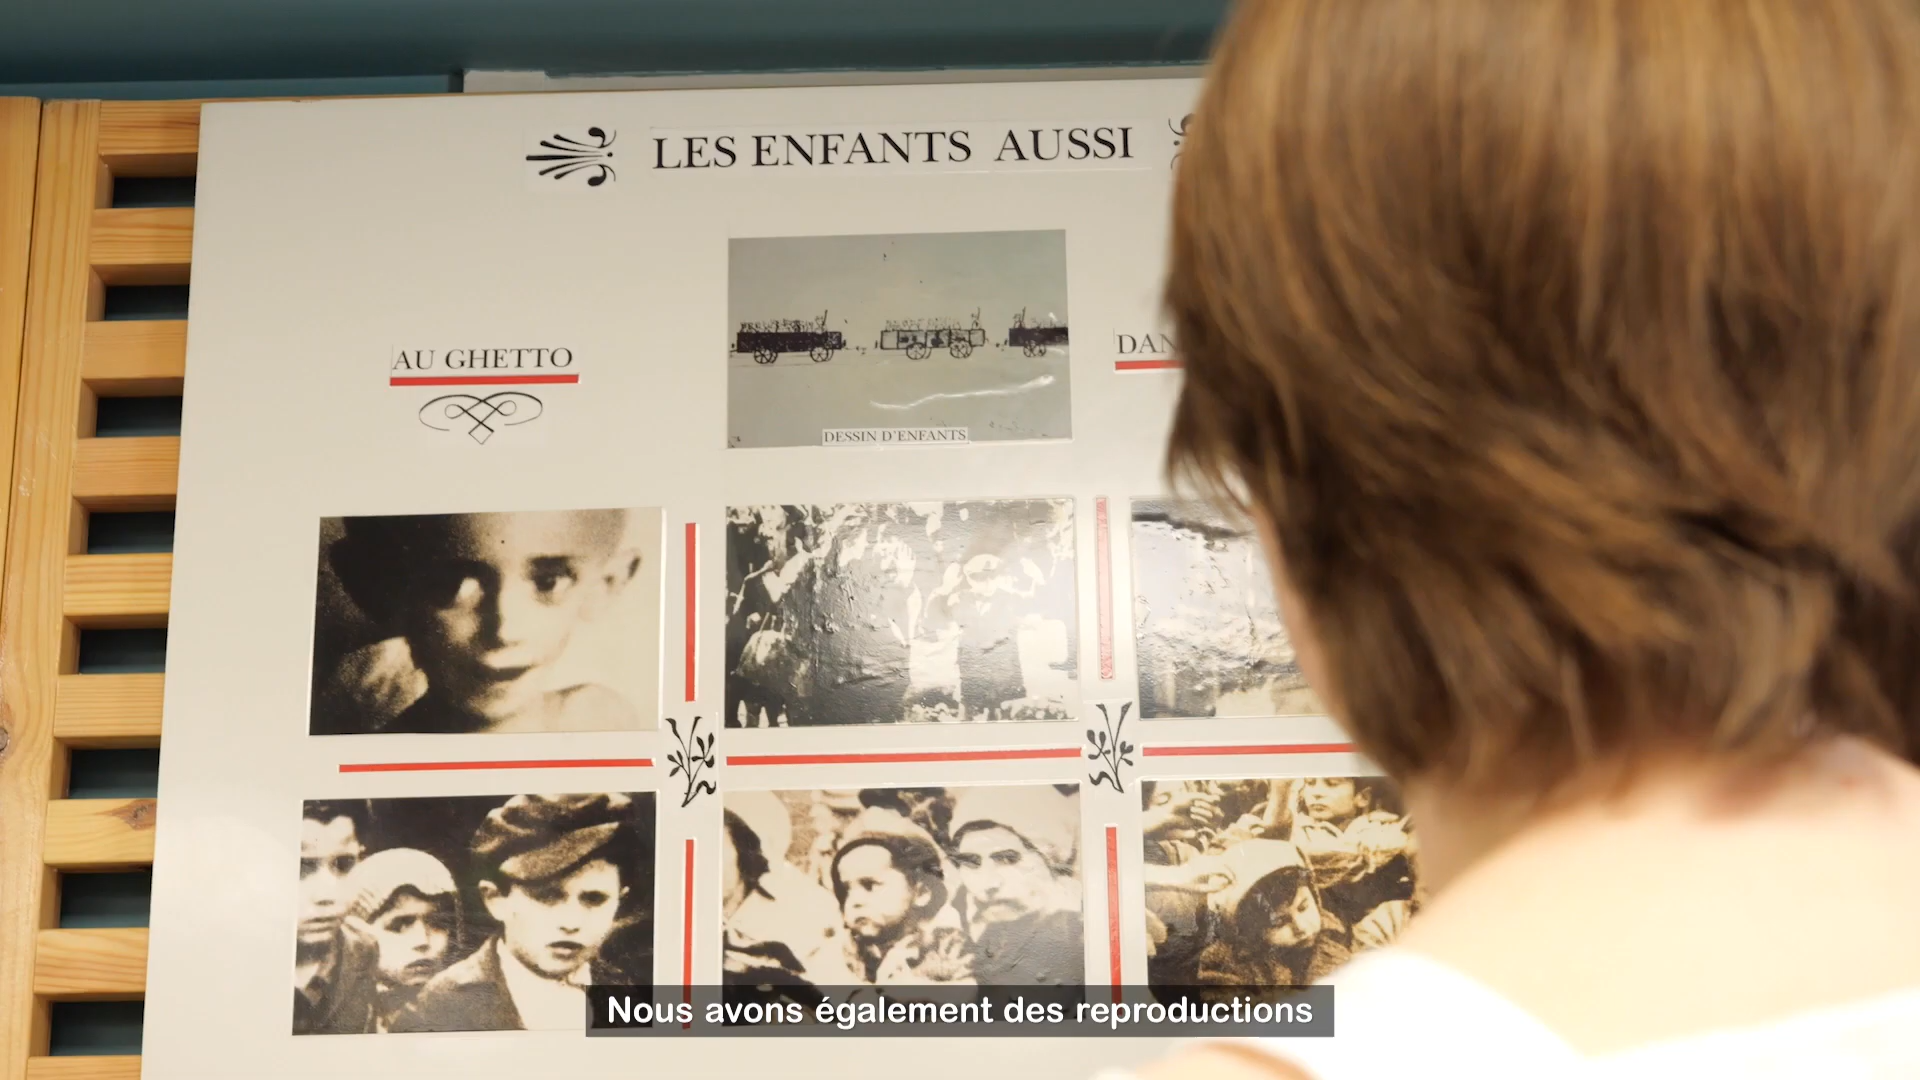 LES ENFANTS AUSSI
AU GHETTO
DESSIN D'ENFANTS
Nous avons également des reproductions